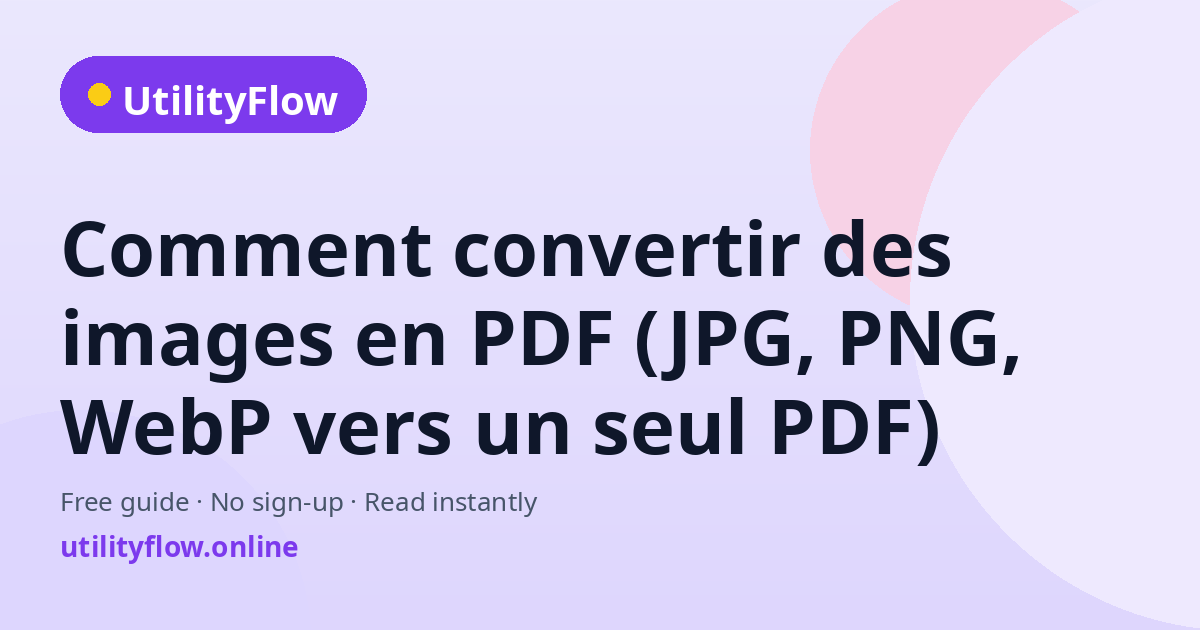 UtilityFlow
Comment convertir des
images en PDF (JPG, PNG,
WebP vers un seul PDF)
Free guide · No sign-up · Read instantly
utilityflow.online